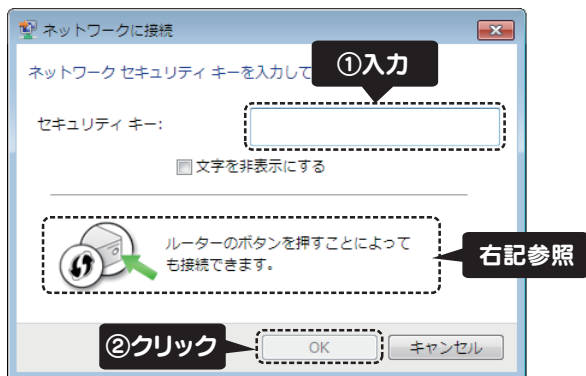 ネットワークに接続
ネットワーク セキュリティ キーを入力して
①入力
セキュリティ キー:
文字を非表示にする
ルーターのボタンを押すことによって
も接続できます。
右記参照
②クリック
OK
キャンセル